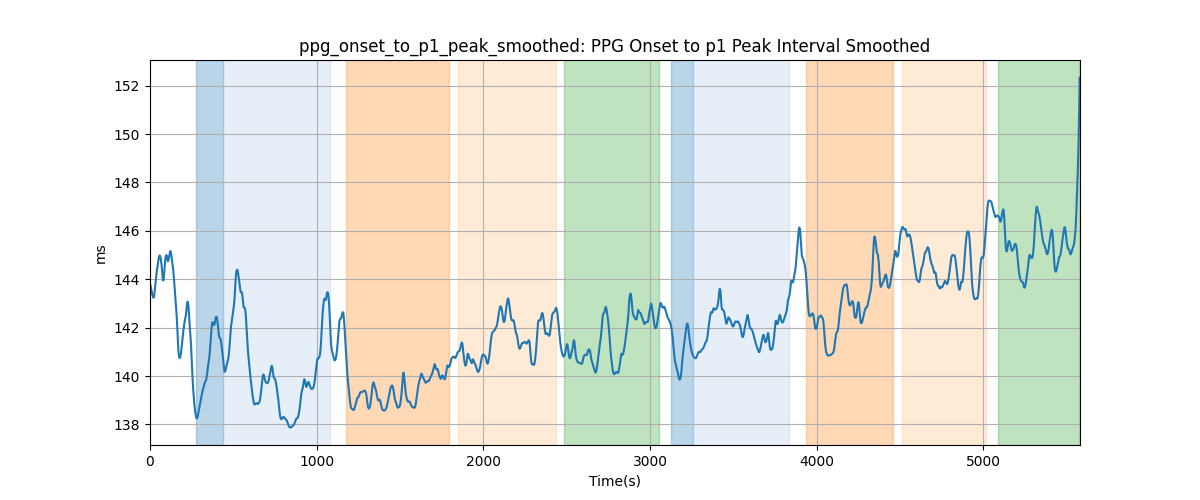 ppg_onset_to_p1_peak_smoothed: PPG Onset to p1 Peak Interval Smoothed
152
150
148
146
144
142
140
138
ms
0 1000 2000 3000 4000 5000
Time(s)